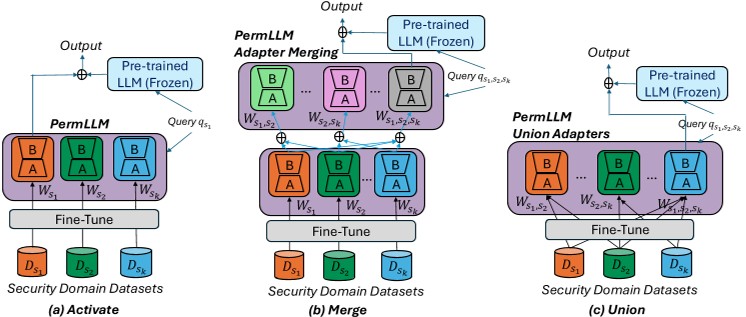 Output
Pre-trained
LLM (Frozen)
Query q_{s_1}
PermLLM
B
A
B
A
B
A
W_{s_1}
W_{s_2}
W_{s_k}
Fine-Tune
D_{s_1}
D_{s_2}
D_{s_k}
Security Domain Datasets
(a) Activate
Output
Pre-trained
LLM (Frozen)
PermLLM
Adapter Merging
Query q_{s_1,s_2,s_k}
B
A
...
B
A
...
B
A
W_{s_1,s_2}
W_{s_2,s_k}
W_{s_1,s_2,s_k}
B
A
B
A
...
B
A
W_{s_1}
W_{s_2}
W_{s_k}
Fine-Tune
D_{s_1}
D_{s_2}
D_{s_k}
Security Domain Datasets
(b) Merge
Output
Pre-trained
LLM (Frozen)
PermLLM
Union Adapters
Query q_{s_1,s_2,s_k}
B
A
...
B
A
...
B
A
W_{s_1,s_2}
W_{s_2,s_k}
W_{s_1,s_2,s_k}
Fine-Tune
D_{s_1}
D_{s_2}
D_{s_k}
Security Domain Datasets
(c) Union